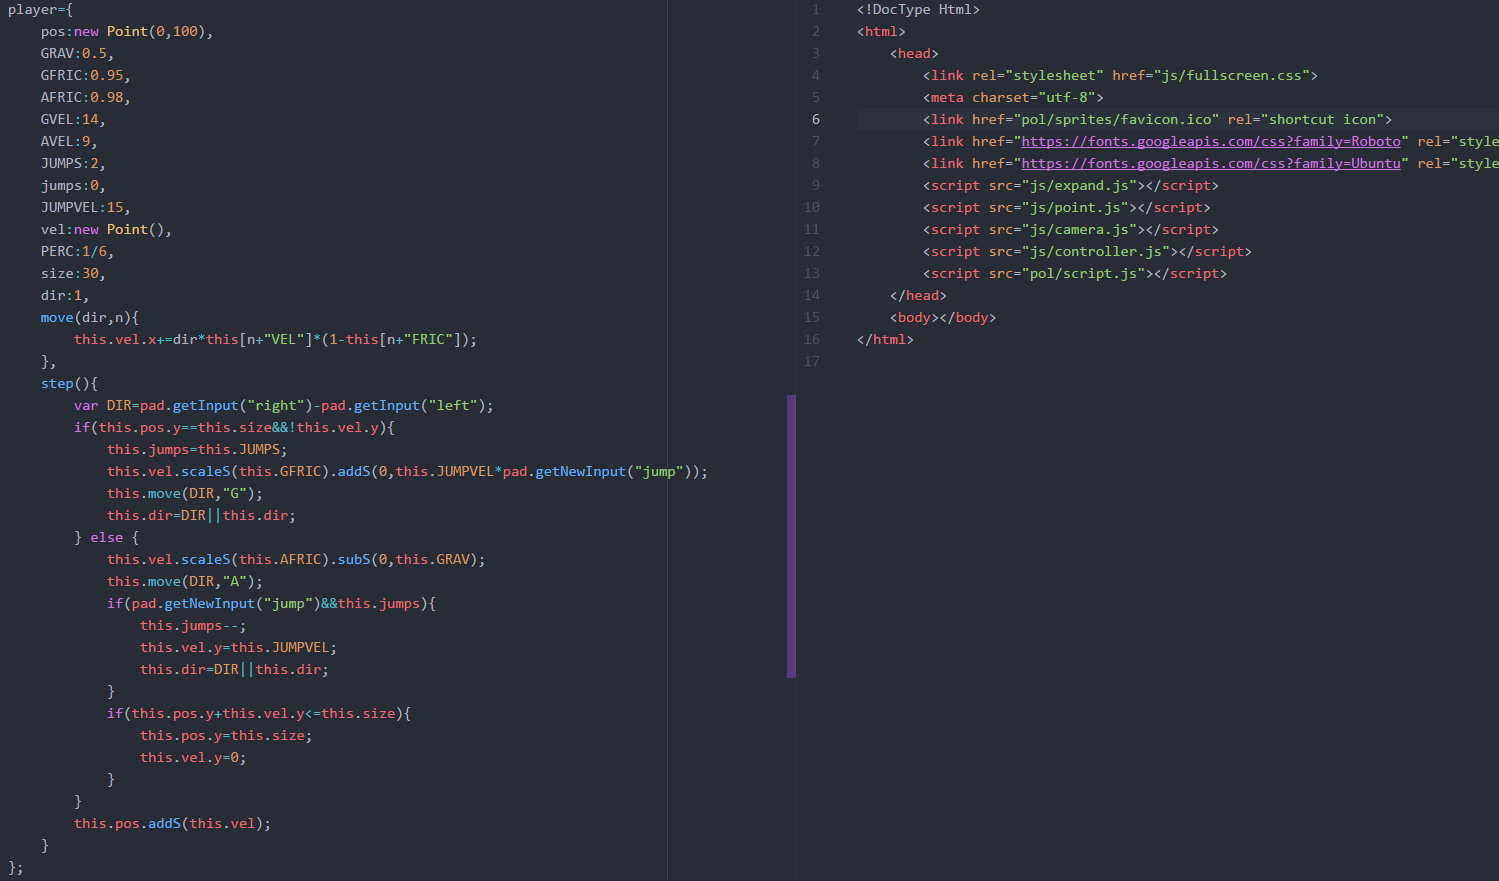 player={
    pos:new Point(0,100),
    GRAV:0.5,
    GFRIC:0.95,
    AFRIC:0.98,
    GVEL:14,
    AVEL:9,
    JUMPS:2,
    jumps:0,
    JUMPVEL:15,
    vel:new Point(),
    PERC:1/6,
    size:30,
    dir:1,
    move(dir,n){
        this.vel.x+=dir*this[n+"VEL"]*(1-this[n+"FRIC"]);
    },
    step(){
        var DIR=pad.getInput("right")-pad.getInput("left");
        if(this.pos.y==this.size&&!this.vel.y){
            this.jumps=this.JUMPS;
            this.vel.scaleS(this.GFRIC).addS(0,this.JUMPVEL*pad.getNewInput("jump"));
            this.move(DIR,"G");
            this.dir=DIR||this.dir;
        } else {
            this.vel.scaleS(this.AFRIC).subS(0,this.GRAV);
            this.move(DIR,"A");
            if(pad.getNewInput("jump")&&this.jumps){
                this.jumps--;
                this.vel.y=this.JUMPVEL;
                this.dir=DIR||this.dir;
            }
            if(this.pos.y+this.vel.y<=this.size){
                this.pos.y=this.size;
                this.vel.y=0;
            }
        }
        this.pos.addS(this.vel);
    }
};
1 <!DocType Html>
2 <html>
3     <head>
4         <link rel="stylesheet" href="js/fullscreen.css">
5         <meta charset="utf-8">
6         <link href="pol/sprites/favicon.ico" rel="shortcut icon">
7         <link href="https://fonts.googleapis.com/css?family=Roboto" rel="style
8         <link href="https://fonts.googleapis.com/css?family=Ubuntu" rel="style
9         <script src="js/expand.js"></script>
10         <script src="js/point.js"></script>
11         <script src="js/camera.js"></script>
12         <script src="js/controller.js"></script>
13         <script src="pol/script.js"></script>
14     </head>
15     <body></body>
16 </html>
17